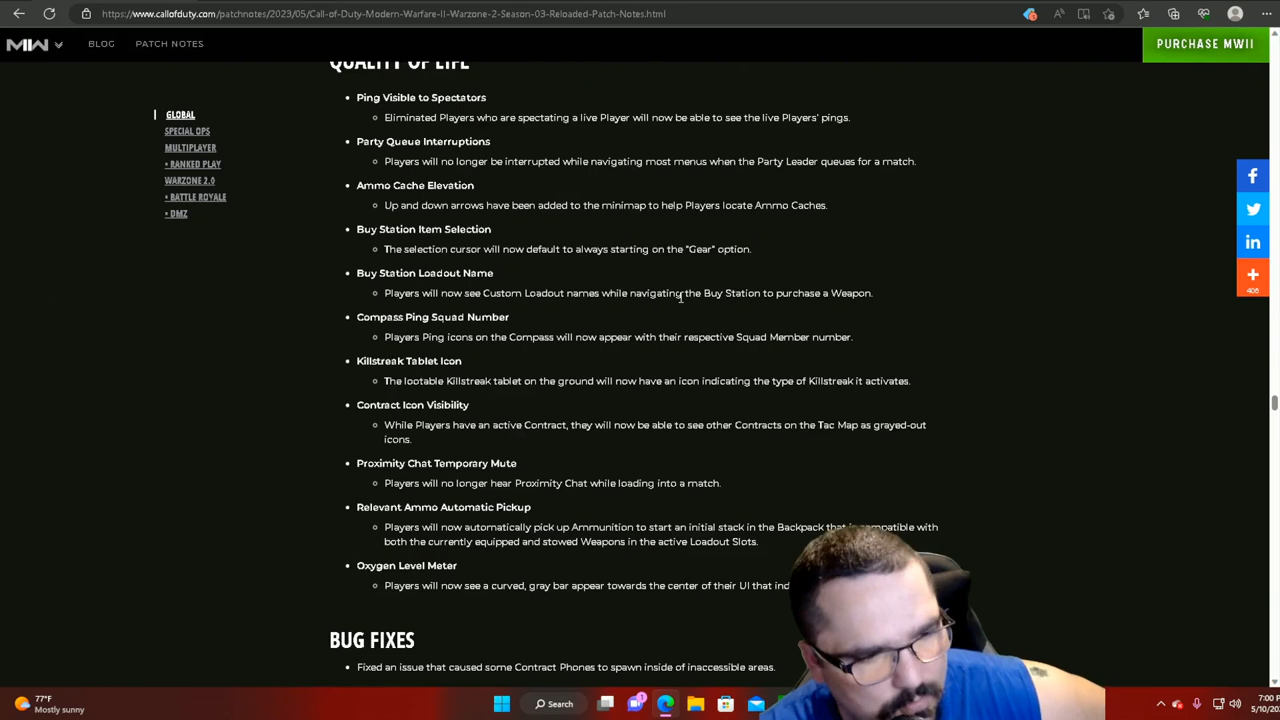 https://www.callofduty.com/patchnotes/2023/05/Call-of-Duty-Modern-Warfare-II-Warzone-2-Season-03-Reloaded-Patch-Notes.html
MW BLOG PATCH NOTES PURCHASE MWII
QUALITY OF LIFE
GLOBAL
SPECIAL OPS
MULTIPLAYER
• RANKED PLAY
WARZONE 2.0
• BATTLE ROYALE
• DMZ
• Ping Visible to Spectators
Eliminated Players who are spectating a live Player will now be able to see the live Players' pings.
• Party Queue Interruptions
Players will no longer be interrupted while navigating most menus when the Party Leader queues for a match.
• Ammo Cache Elevation
Up and down arrows have been added to the minimap to help Players locate Ammo Caches.
• Buy Station Item Selection
The selection cursor will now default to always starting on the "Gear" option.
• Buy Station Loadout Name
Players will now see Custom Loadout names while navigating the Buy Station to purchase a Weapon.
• Compass Ping Squad Number
Players Ping icons on the Compass will now appear with their respective Squad Member number.
• Killstreak Tablet Icon
The lootable Killstreak tablet on the ground will now have an icon indicating the type of Killstreak it activates.
• Contract Icon Visibility
While Players have an active Contract, they will now be able to see other Contracts on the Tac Map as grayed-out
icons.
• Proximity Chat Temporary Mute
Players will no longer hear Proximity Chat while loading into a match.
• Relevant Ammo Automatic Pickup
Players will now automatically pick up Ammunition to start an initial stack in the Backpack that is compatible with
both the currently equipped and stowed Weapons in the active Loadout Slots.
• Oxygen Level Meter
Players will now see a curved, gray bar appear towards the center of their UI that
BUG FIXES
• Fixed an issue that caused some Contract Phones to spawn inside of inaccessible areas.
406
77°F
Mostly sunny
Search
7:00